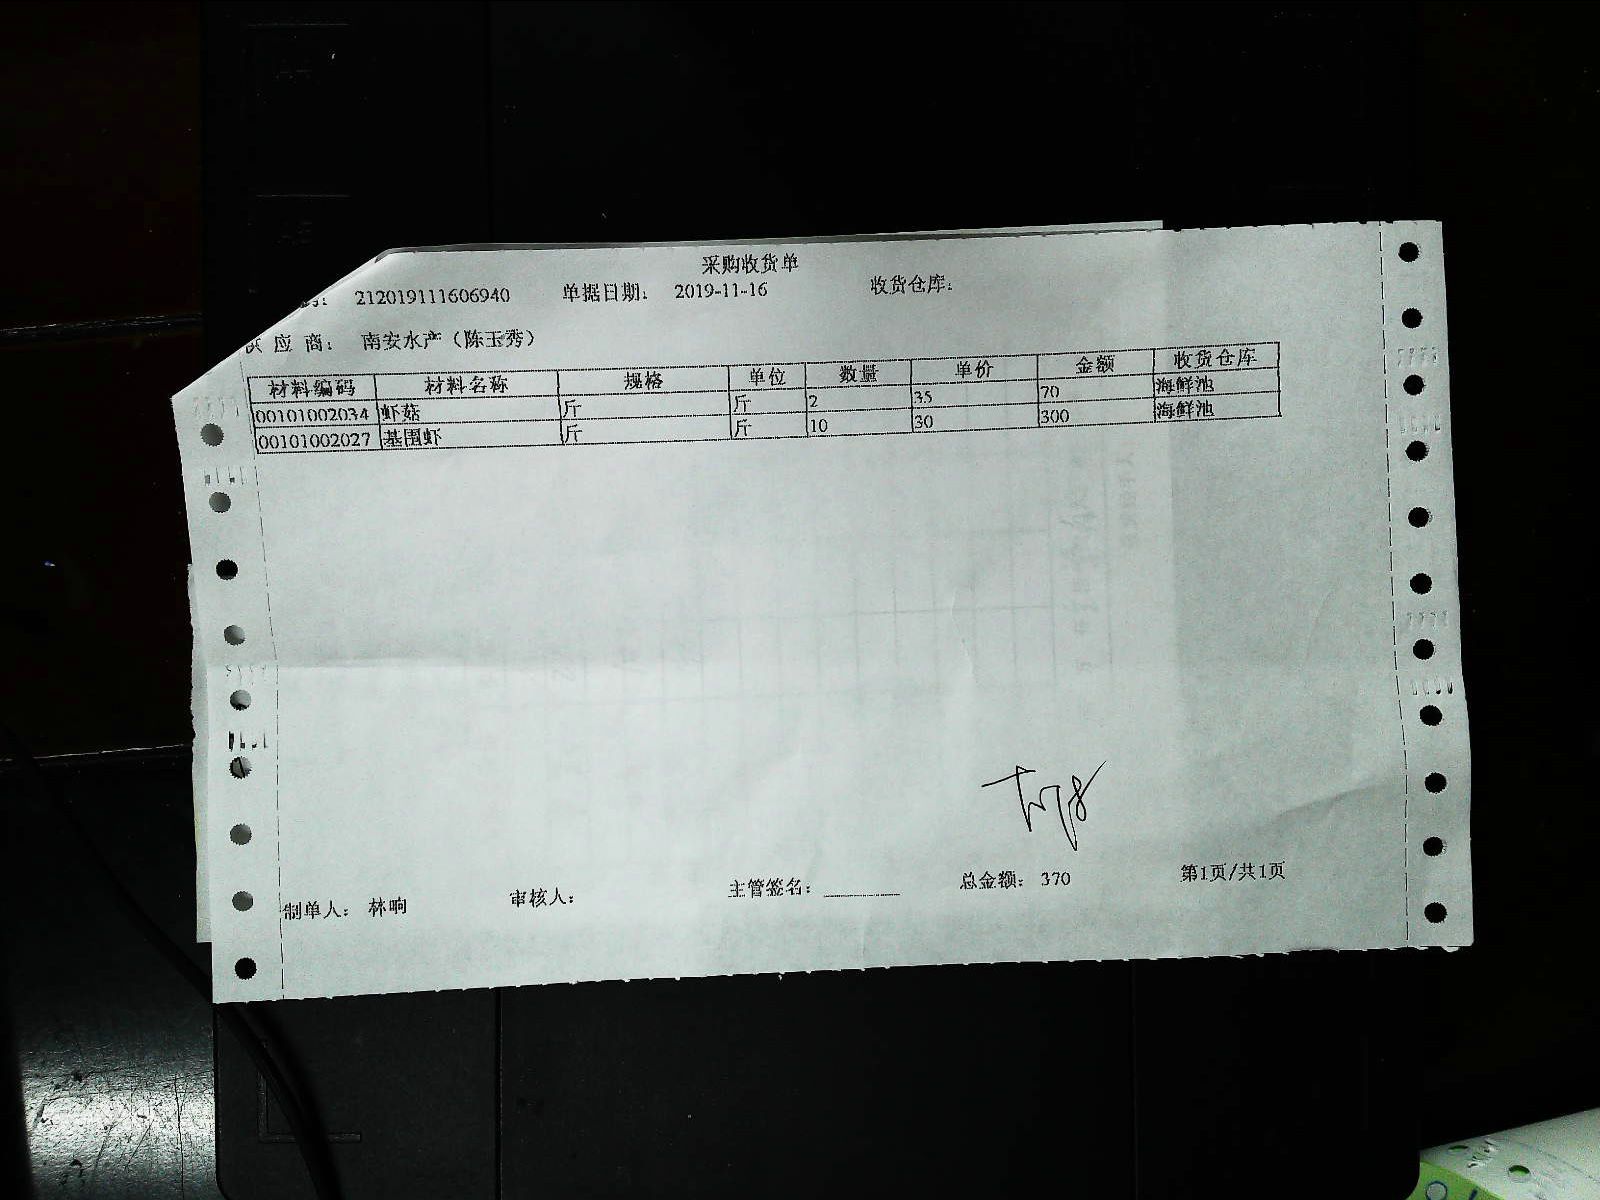 采购收货单
212019111606940 单据日期： 2019-11-16 收货仓库：
供 应 商： 南安水产（陈玉秀）
材料编码 材料名称 规格 单位 数量 单价 金额 收货仓库
00101002034 虾菇 斤 斤 2 35 70 海鲜池
00101002027 基围虾 斤 斤 10 30 300 海鲜池
制单人： 林响 审核人： 主管签名： 总金额： 370 第1页/共1页